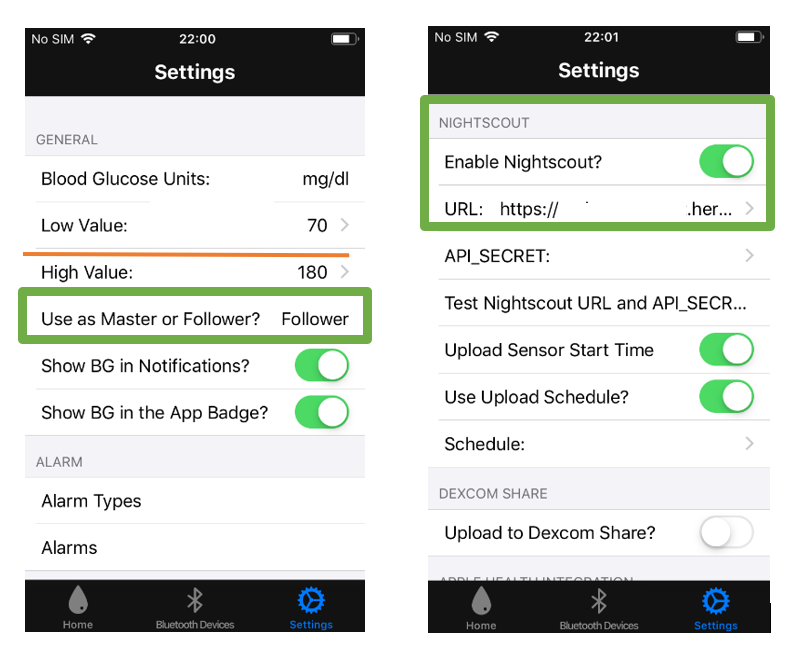 No SIM 22:00
Settings
GENERAL
Blood Glucose Units: mg/dl
Low Value: 70
High Value: 180
Use as Master or Follower? Follower
Show BG in Notifications?
Show BG in the App Badge?
ALARM
Alarm Types
Alarms
Home Bluetooth Devices Settings
No SIM 22:01
Settings
NIGHTSCOUT
Enable Nightscout?
URL: https:// .her...
API_SECRET:
Test Nightscout URL and API_SECR...
Upload Sensor Start Time
Use Upload Schedule?
Schedule:
DEXCOM SHARE
Upload to Dexcom Share?
APPLE HEALTH INTEGRATION
Home Bluetooth Devices Settings